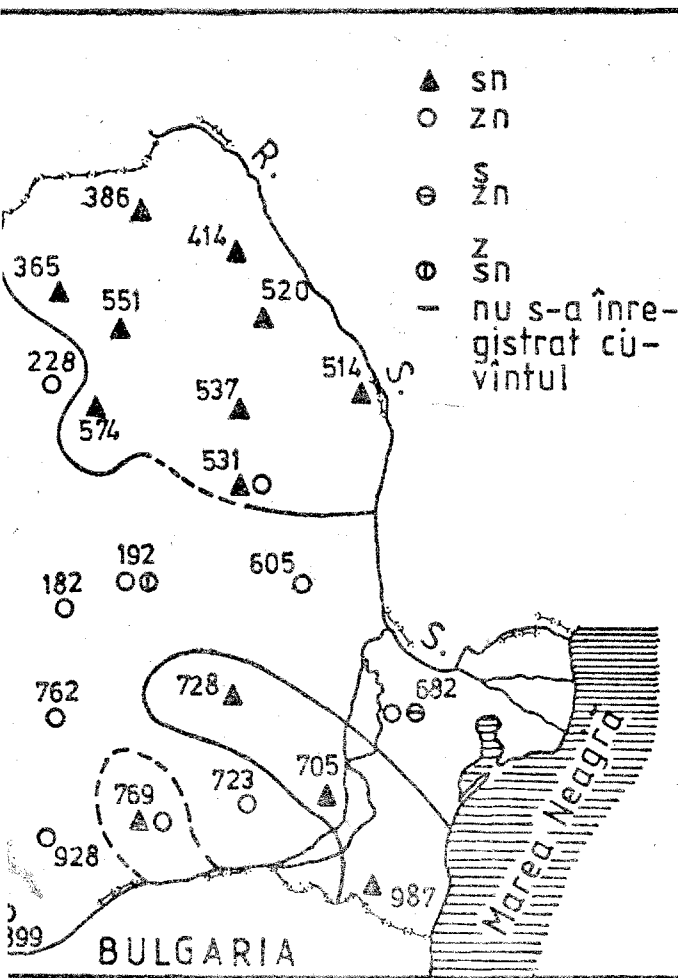 sn
zn
s
zn
z
sn
nu s-a înre-
gistrat cu-
vîntul
R.
386
414
365
551
520
228
514
S.
574
537
531
192
605
182
S.
728
682
762
705
723
769
928
987
899
Marea Neagră
BULGARIA